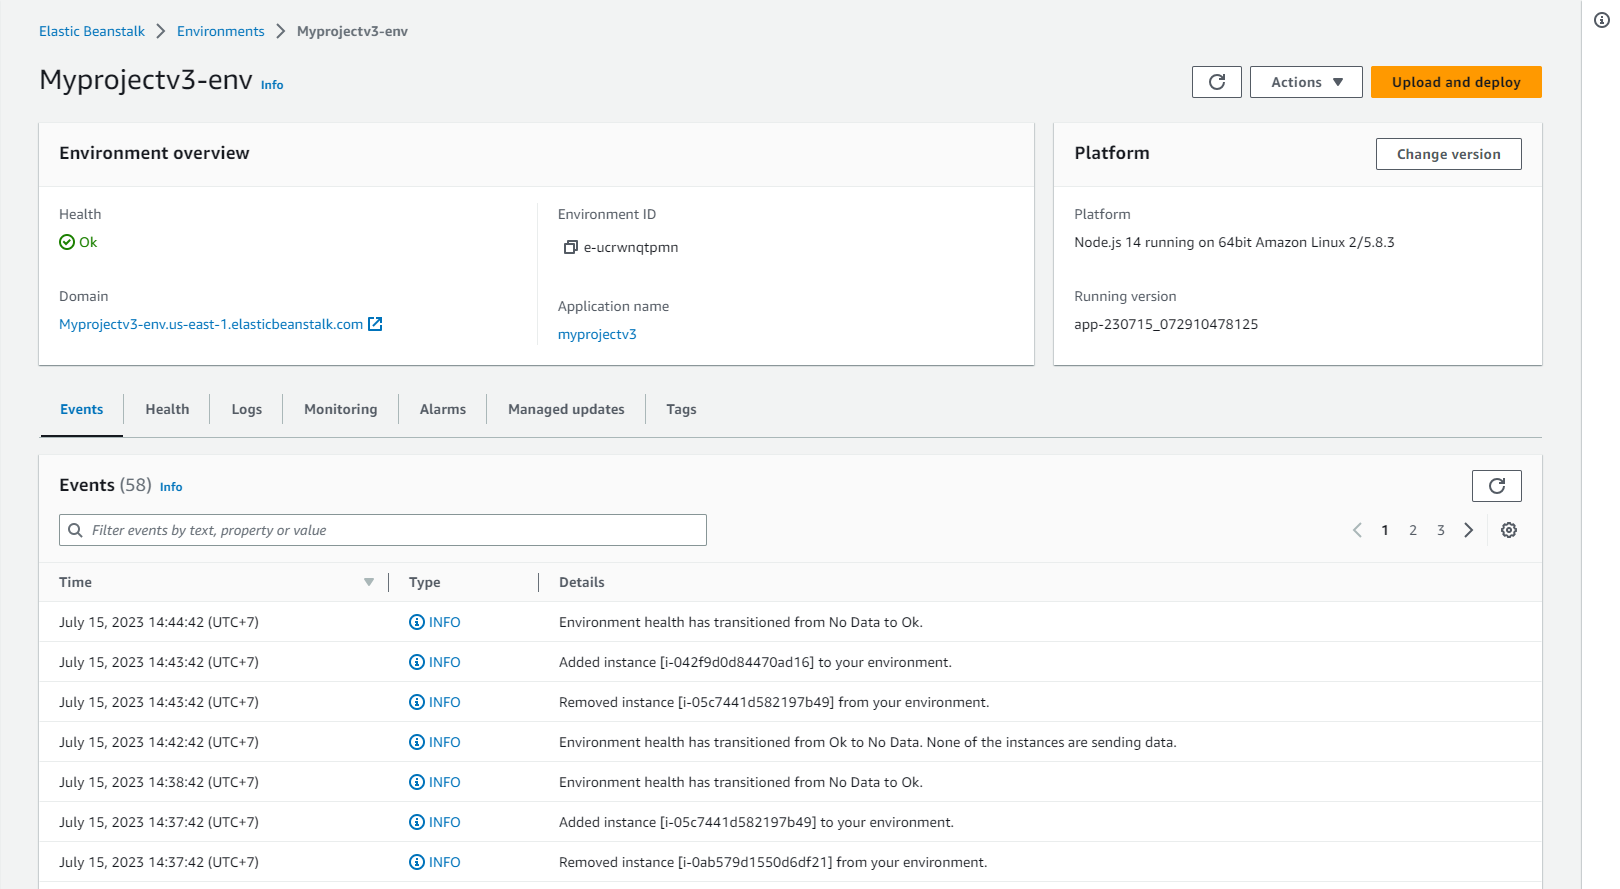 Elastic Beanstalk > Environments > Myprojectv3-env
Myprojectv3-env Info
Actions
Upload and deploy
Environment overview
Health
Ok
Domain
Myprojectv3-env.us-east-1.elasticbeanstalk.com
Environment ID
e-ucrwnqtpmn
Application name
myprojectv3
Platform
Change version
Platform
Node.js 14 running on 64bit Amazon Linux 2/5.8.3
Running version
app-230715_072910478125
Events Health Logs Monitoring Alarms Managed updates Tags
Events (58) Info
Filter events by text, property or value
1 2 3
Time Type Details
July 15, 2023 14:44:42 (UTC+7) INFO Environment health has transitioned from No Data to Ok.
July 15, 2023 14:43:42 (UTC+7) INFO Added instance [i-042f9d0d84470ad16] to your environment.
July 15, 2023 14:43:42 (UTC+7) INFO Removed instance [i-05c7441d582197b49] from your environment.
July 15, 2023 14:42:42 (UTC+7) INFO Environment health has transitioned from Ok to No Data. None of the instances are sending data.
July 15, 2023 14:38:42 (UTC+7) INFO Environment health has transitioned from No Data to Ok.
July 15, 2023 14:37:42 (UTC+7) INFO Added instance [i-05c7441d582197b49] to your environment.
July 15, 2023 14:37:42 (UTC+7) INFO Removed instance [i-0ab579d1550d6df21] from your environment.